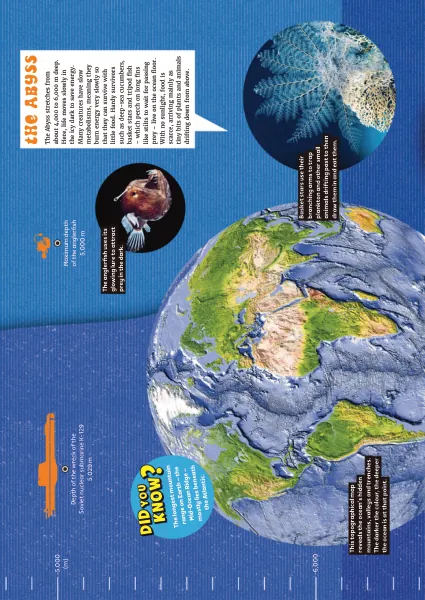 the Abyss
The Abyss stretches from
about 4,000 to 6,000 m deep.
Here, life moves slowly in
the icy dark to save energy.
Many creatures have slow
metabolisms, meaning they
burn energy very slowly so
that they can survive with
little food. Hardy survivors
such as deep-sea cucumbers,
basket stars and tripod fish
– which perch on long fins
like stilts to wait for passing
prey – live on the ocean floor.
With no sunlight, food is
scarce, arriving mainly as
tiny bits of plants and animals
drifting down from above.
Maximum depth
of the anglerfish
5,000 m
The anglerfish uses its
glowing lure to attract
prey in the dark.
Basket stars use their
branching arms to trap
plankton and other small
animals drifting past to then
draw them in and eat them.
Depth of the wreck of the
Soviet nuclear submarine K-129
5,029 m
DID YOU
KNOW?
The longest mountain
range on Earth – the
Mid-Ocean Ridge –
mostly lies beneath
the Atlantic.
This topographical map
reveals the ocean's hidden
mountains, valleys and trenches.
The darker the colour, the deeper
the ocean is at that point.
-5,000
(m)
-6,000